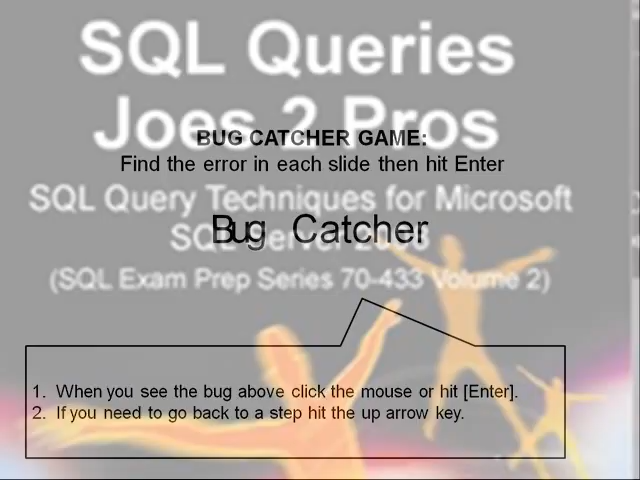 SQL Queries
Joes 2 Pros
BUG CATCHER GAME:
Find the error in each slide then hit Enter
SQL Query Techniques for Microsoft
Bug Catcher
SQL Server
(SQL Exam Prep Series 70-433 Volume 2)
1. When you see the bug above click the mouse or hit [Enter].
2. If you need to go back to a step hit the up arrow key.